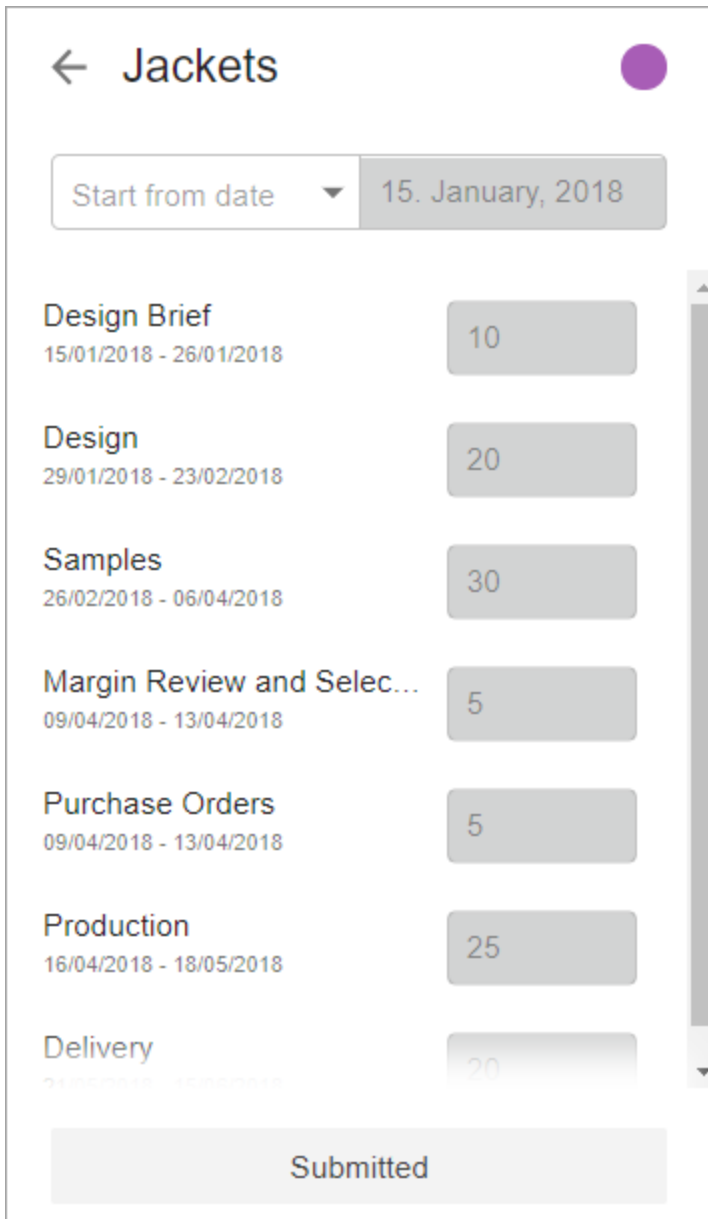 Jackets
Start from date 15. January, 2018
Design Brief 10
15/01/2018 - 26/01/2018
Design 20
29/01/2018 - 23/02/2018
Samples 30
26/02/2018 - 06/04/2018
Margin Review and Selec... 5
09/04/2018 - 13/04/2018
Purchase Orders 5
09/04/2018 - 13/04/2018
Production 25
16/04/2018 - 18/05/2018
Delivery 20
Submitted